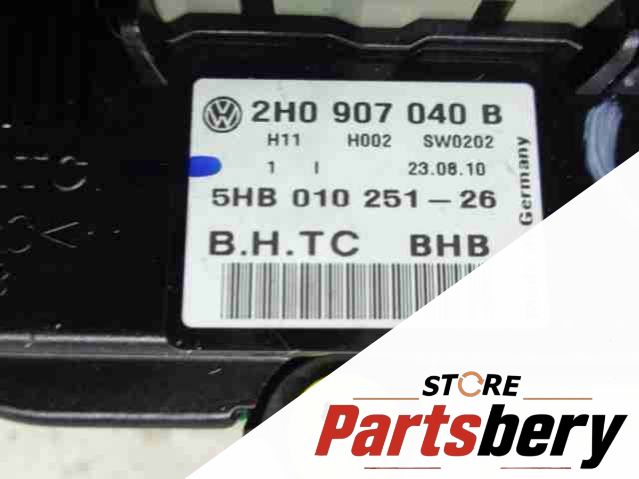 2H0 907 040 B
H11 H002 SW0202
1 I 23.08.10
5HB 010 251-26
B.H.TC BHB
Germany
STORE
Partsbery